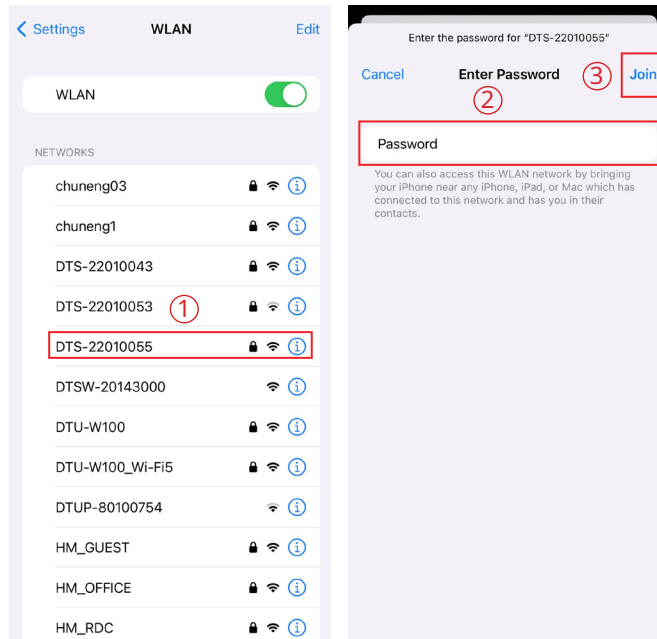 Settings WLAN Edit
WLAN
NETWORKS
chuneng03
chuneng1
DTS-22010043
DTS-22010053 ①
DTS-22010055
DTSW-20143000
DTU-W100
DTU-W100_Wi-Fi5
DTUP-80100754
HM_GUEST
HM_OFFICE
HM_RDC
Enter the password for “DTS-22010055”
Cancel Enter Password ③ Join
②
Password
You can also access this WLAN network by bringing
your iPhone near any iPhone, iPad, or Mac which has
connected to this network and has you in their
contacts.